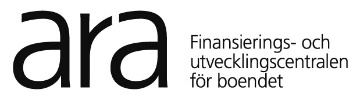 ara
Finansierings- och
utvecklingscentralen
för boendet